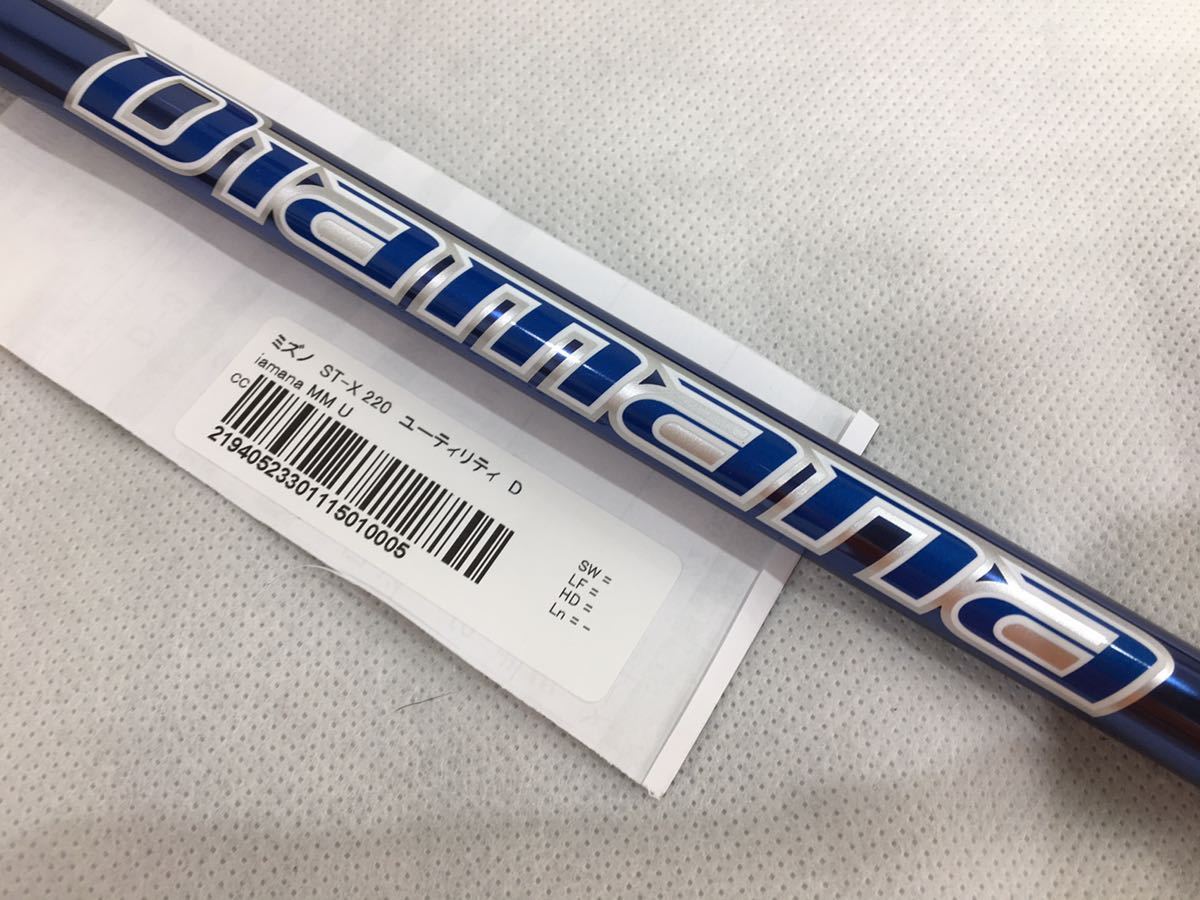 Diamana
ミズノ ST-X 220 ユーティリティ D
iamana MM U
CC
21940523301115010005
SW =
LF =
HD =
Ln = -